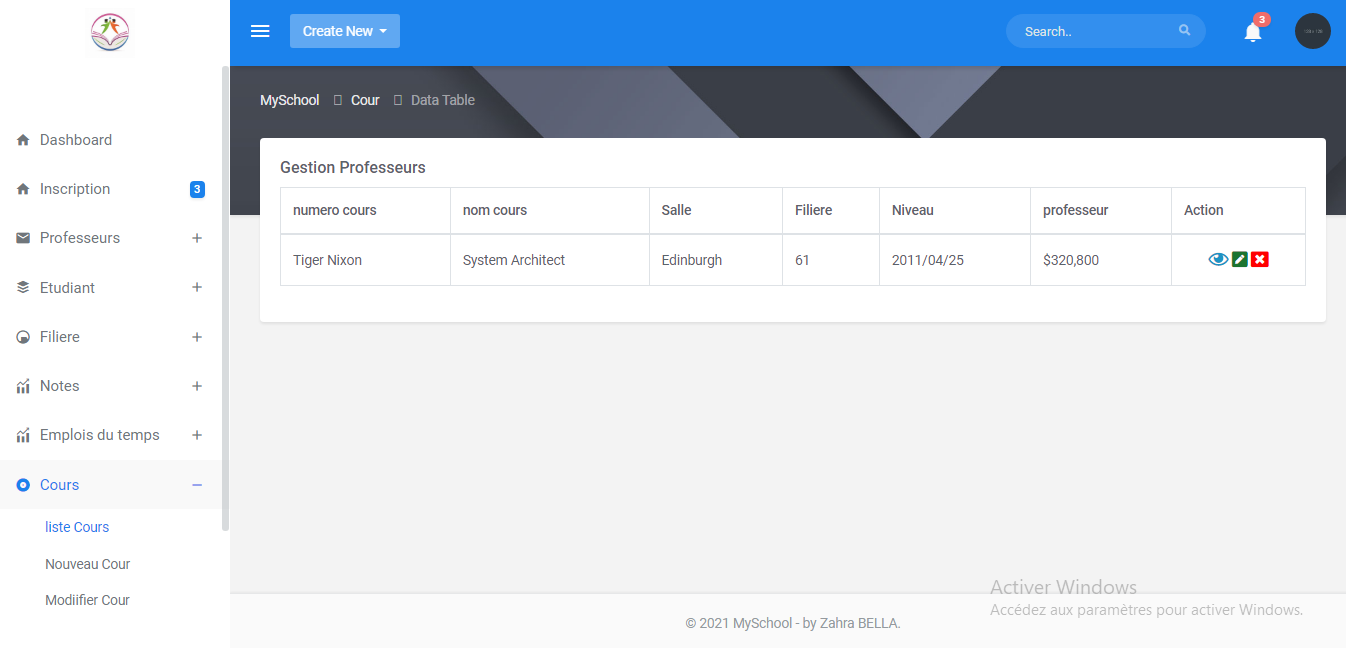 Create New
Search..
3
MySchool Cour Data Table
Dashboard
Inscription 3
Professeurs
Etudiant
Filiere
Notes
Emplois du temps
Cours
liste Cours
Nouveau Cour
Modiifier Cour
Gestion Professeurs
numero cours nom cours Salle Filiere Niveau professeur Action
Tiger Nixon System Architect Edinburgh 61 2011/04/25 $320,800
Activer Windows
Accédez aux paramètres pour activer Windows.
© 2021 MySchool - by Zahra BELLA.